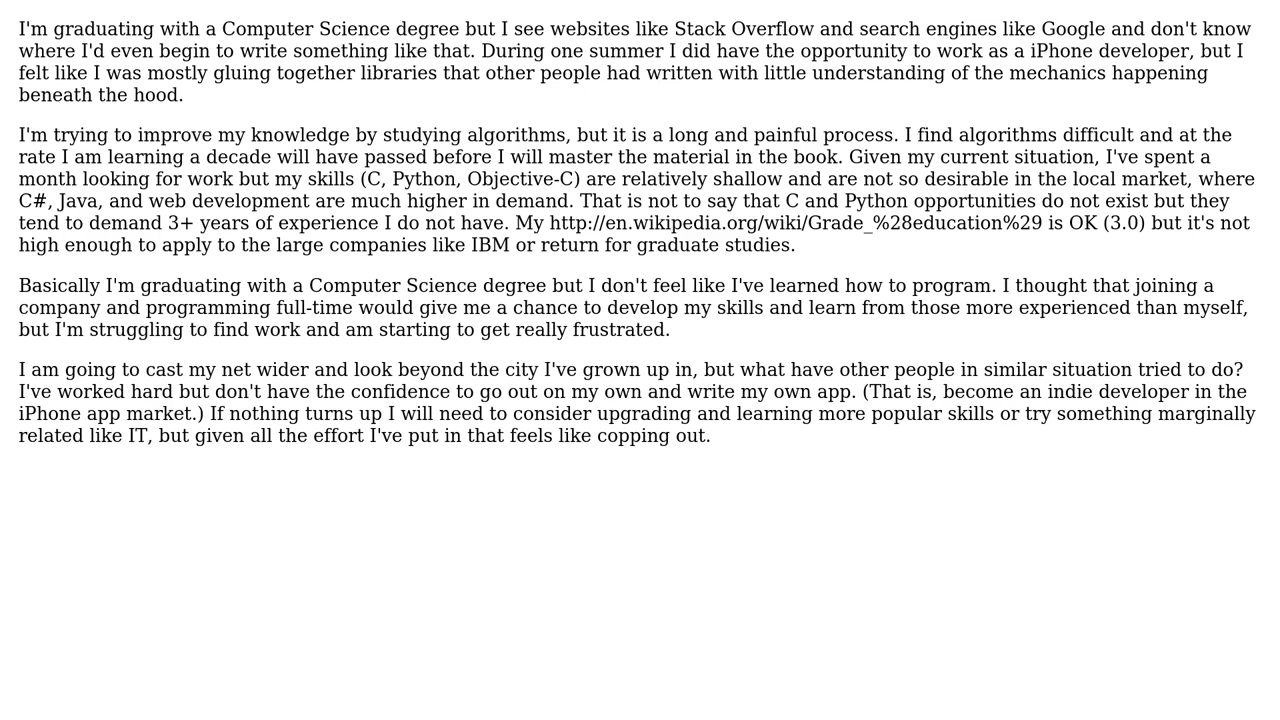 I'm graduating with a Computer Science degree but I see websites like Stack Overflow and search engines like Google and don't know
where I'd even begin to write something like that. During one summer I did have the opportunity to work as a iPhone developer, but I
felt like I was mostly gluing together libraries that other people had written with little understanding of the mechanics happening
beneath the hood.
I'm trying to improve my knowledge by studying algorithms, but it is a long and painful process. I find algorithms difficult and at the
rate I am learning a decade will have passed before I will master the material in the book. Given my current situation, I've spent a
month looking for work but my skills (C, Python, Objective-C) are relatively shallow and are not so desirable in the local market, where
C#, Java, and web development are much higher in demand. That is not to say that C and Python opportunities do not exist but they
tend to demand 3+ years of experience I do not have. My http://en.wikipedia.org/wiki/Grade_%28education%29 is OK (3.0) but it's not
high enough to apply to the large companies like IBM or return for graduate studies.
Basically I'm graduating with a Computer Science degree but I don't feel like I've learned how to program. I thought that joining a
company and programming full-time would give me a chance to develop my skills and learn from those more experienced than myself,
but I'm struggling to find work and am starting to get really frustrated.
I am going to cast my net wider and look beyond the city I've grown up in, but what have other people in similar situation tried to do?
I've worked hard but don't have the confidence to go out on my own and write my own app. (That is, become an indie developer in the
iPhone app market.) If nothing turns up I will need to consider upgrading and learning more popular skills or try something marginally
related like IT, but given all the effort I've put in that feels like copping out.